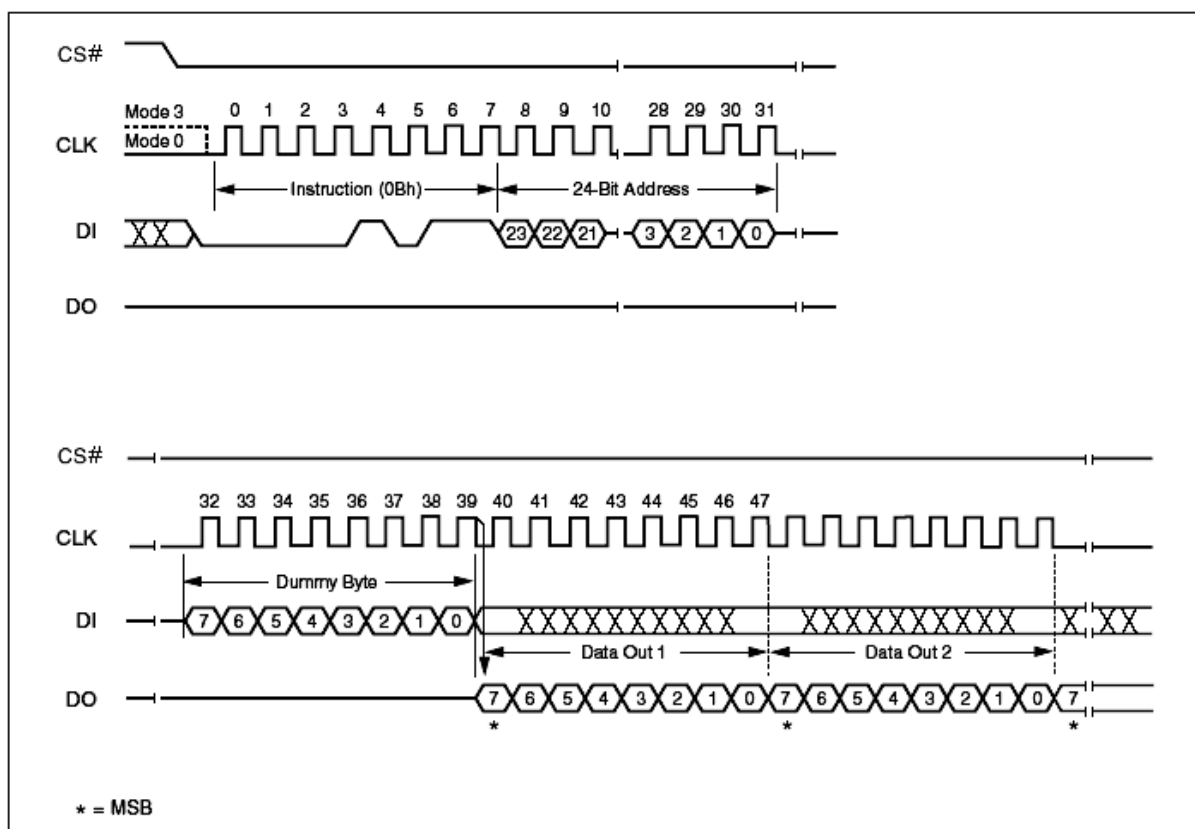 CS#
Mode 3
0 1 2 3 4 5 6 7 8 9 10 28 29 30 31
CLK
Mode 0
Instruction (0Bh) 24-Bit Address
DI 23 22 21 3 2 1 0
DO
CS#
32 33 34 35 36 37 38 39 40 41 42 43 44 45 46 47
CLK
Dummy Byte
DI 7 6 5 4 3 2 1 0
Data Out 1 Data Out 2
DO 7 6 5 4 3 2 1 0 7 6 5 4 3 2 1 0 7
* * *
* = MSB